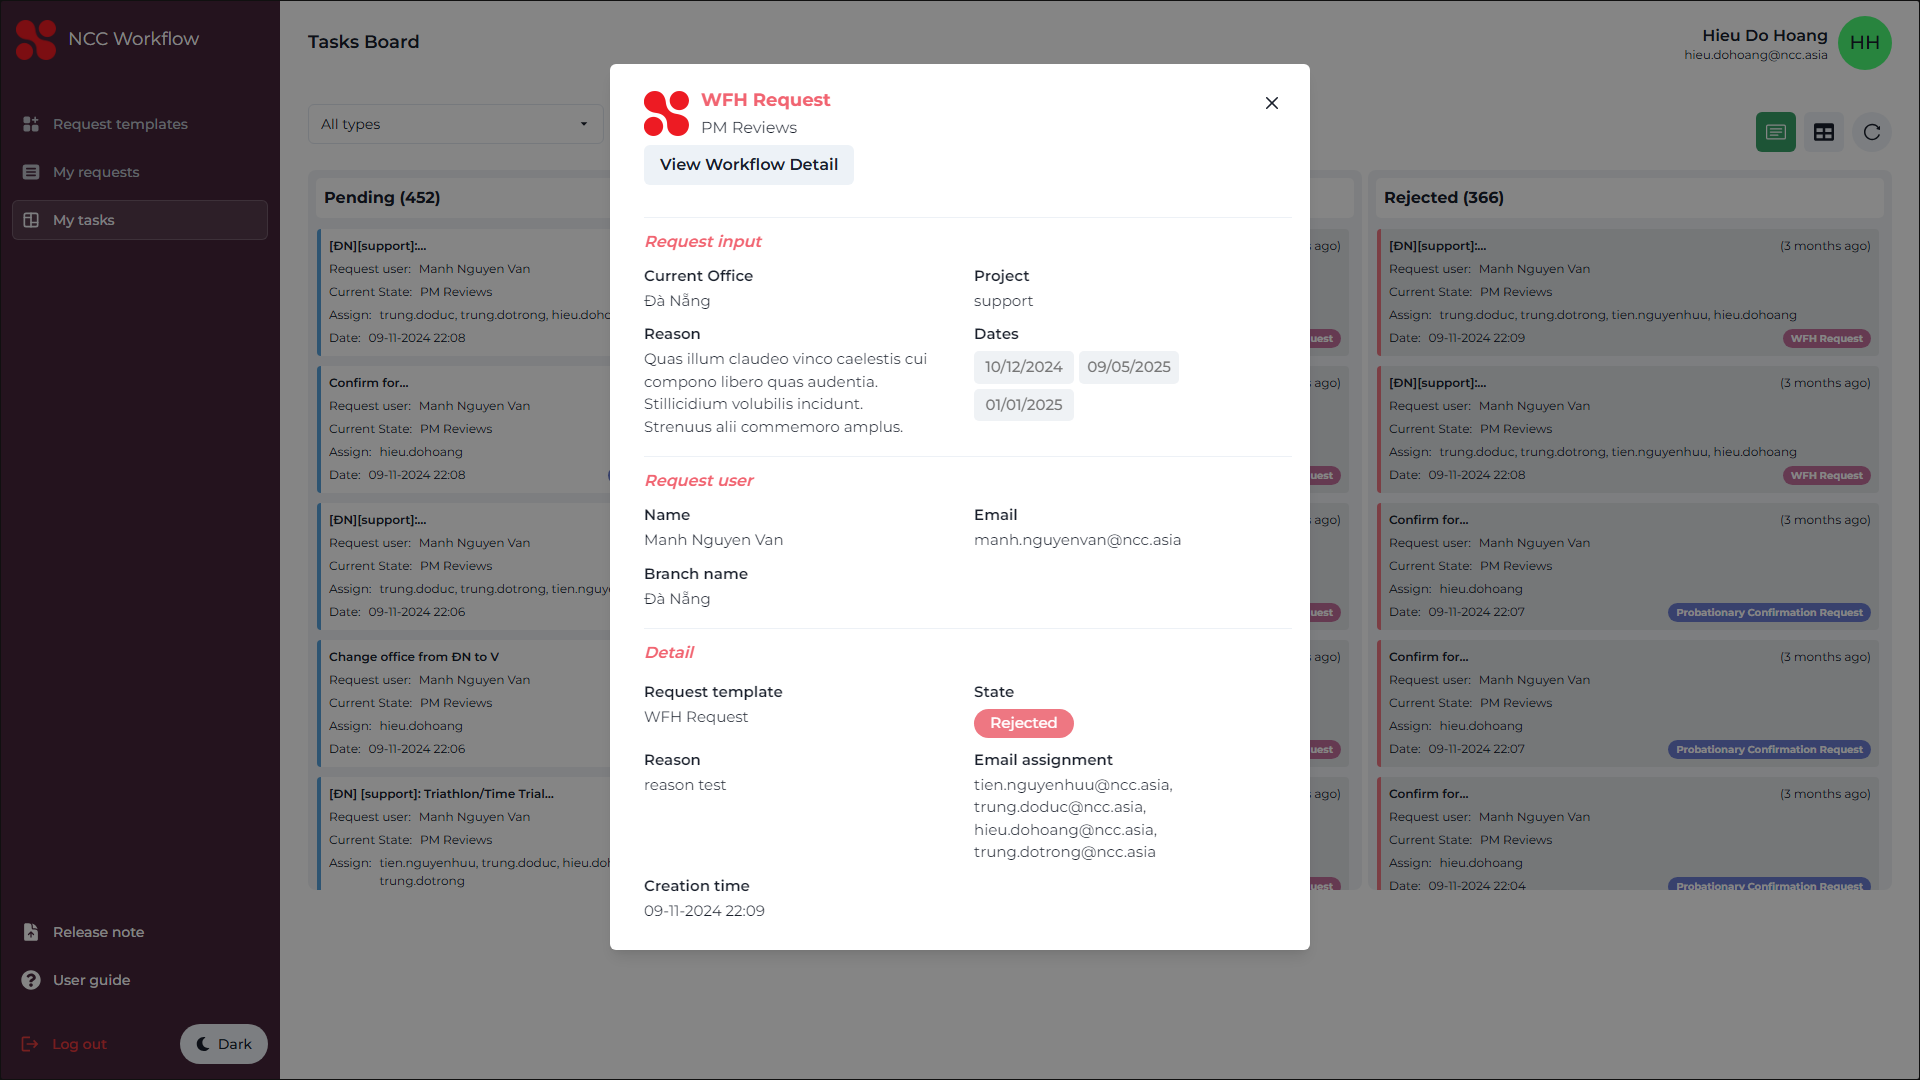 NCC Workflow
Request templates
My requests
My tasks
Release note
User guide
Log out
Dark
Tasks Board
Hieu Do Hoang
hieu.dohoang@ncc.asia
HH
All types
Pending (452)
[ĐN][support]:...
Request user: Manh Nguyen Van
Current State: PM Reviews
Assign: trung.doduc, trung.dotrong,
Date: 09-11-2024 22:08
Confirm for...
Request user: Manh Nguyen Van
Current State: PM Reviews
Assign: hieu.dohoang
Date: 09-11-2024 22:08
[ĐN][support]:...
Request user: Manh Nguyen Van
Current State: PM Reviews
Assign: trung.doduc, trung.dotrong,
Date: 09-11-2024 22:06
Change office from ĐN to V
Request user: Manh Nguyen Van
Current State: PM Reviews
Assign: hieu.dohoang
Date: 09-11-2024 22:06
[ĐN] [support]: Triathlon/Time Trial...
Request user: Manh Nguyen Van
Current State: PM Reviews
Assign: tien.nguyenhuu, trung.doduc,
trung.dotrong
WFH Request
PM Reviews
View Workflow Detail
Request input
Current Office
Đà Nẵng
Project
support
Reason
Quas illum claudeo vinco caelestis cui
compono libero quas audentia.
Stillicidium volubilis incidunt.
Strenuus alii commemoro amplus.
Dates
10/12/2024 09/05/2025
01/01/2025
Request user
Name
Manh Nguyen Van
Email
manh.nguyenvan@ncc.asia
Branch name
Đà Nẵng
Detail
Request template
WFH Request
State
Rejected
Reason
reason test
Email assignment
tien.nguyenhuu@ncc.asia,
trung.doduc@ncc.asia,
hieu.dohoang@ncc.asia,
trung.dotrong@ncc.asia
Creation time
09-11-2024 22:09
ago)
ago)
ago)
ago)
ago)
Rejected (366)
[ĐN][support]:... (3 months ago)
Request user: Manh Nguyen Van
Current State: PM Reviews
Assign: trung.doduc, trung.dotrong, tien.nguyenhuu, hieu.dohoang
Date: 09-11-2024 22:09 WFH Request
[ĐN][support]:... (3 months ago)
Request user: Manh Nguyen Van
Current State: PM Reviews
Assign: trung.doduc, trung.dotrong, tien.nguyenhuu, hieu.dohoang
Date: 09-11-2024 22:08 WFH Request
Confirm for... (3 months ago)
Request user: Manh Nguyen Van
Current State: PM Reviews
Assign: hieu.dohoang
Date: 09-11-2024 22:07 Probationary Confirmation Request
Confirm for... (3 months ago)
Request user: Manh Nguyen Van
Current State: PM Reviews
Assign: hieu.dohoang
Date: 09-11-2024 22:07 Probationary Confirmation Request
Confirm for... (3 months ago)
Request user: Manh Nguyen Van
Current State: PM Reviews
Assign: hieu.dohoang
Date: 09-11-2024 22:04 Probationary Confirmation Request